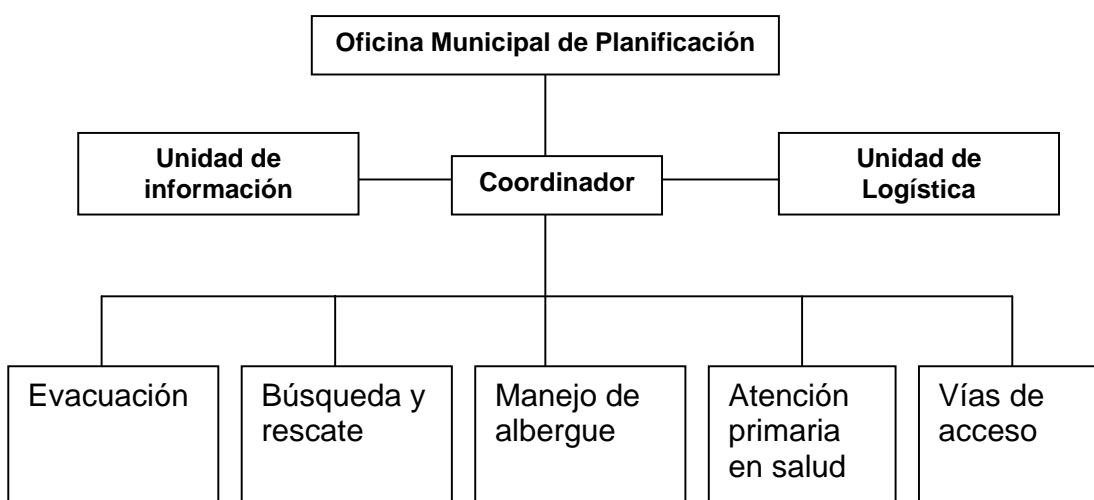 Oficina Municipal de Planificación
Unidad de
información
Coordinador
Unidad de
Logística
Evacuación
Búsqueda y
rescate
Manejo de
albergue
Atención
primaria
en salud
Vías de
acceso